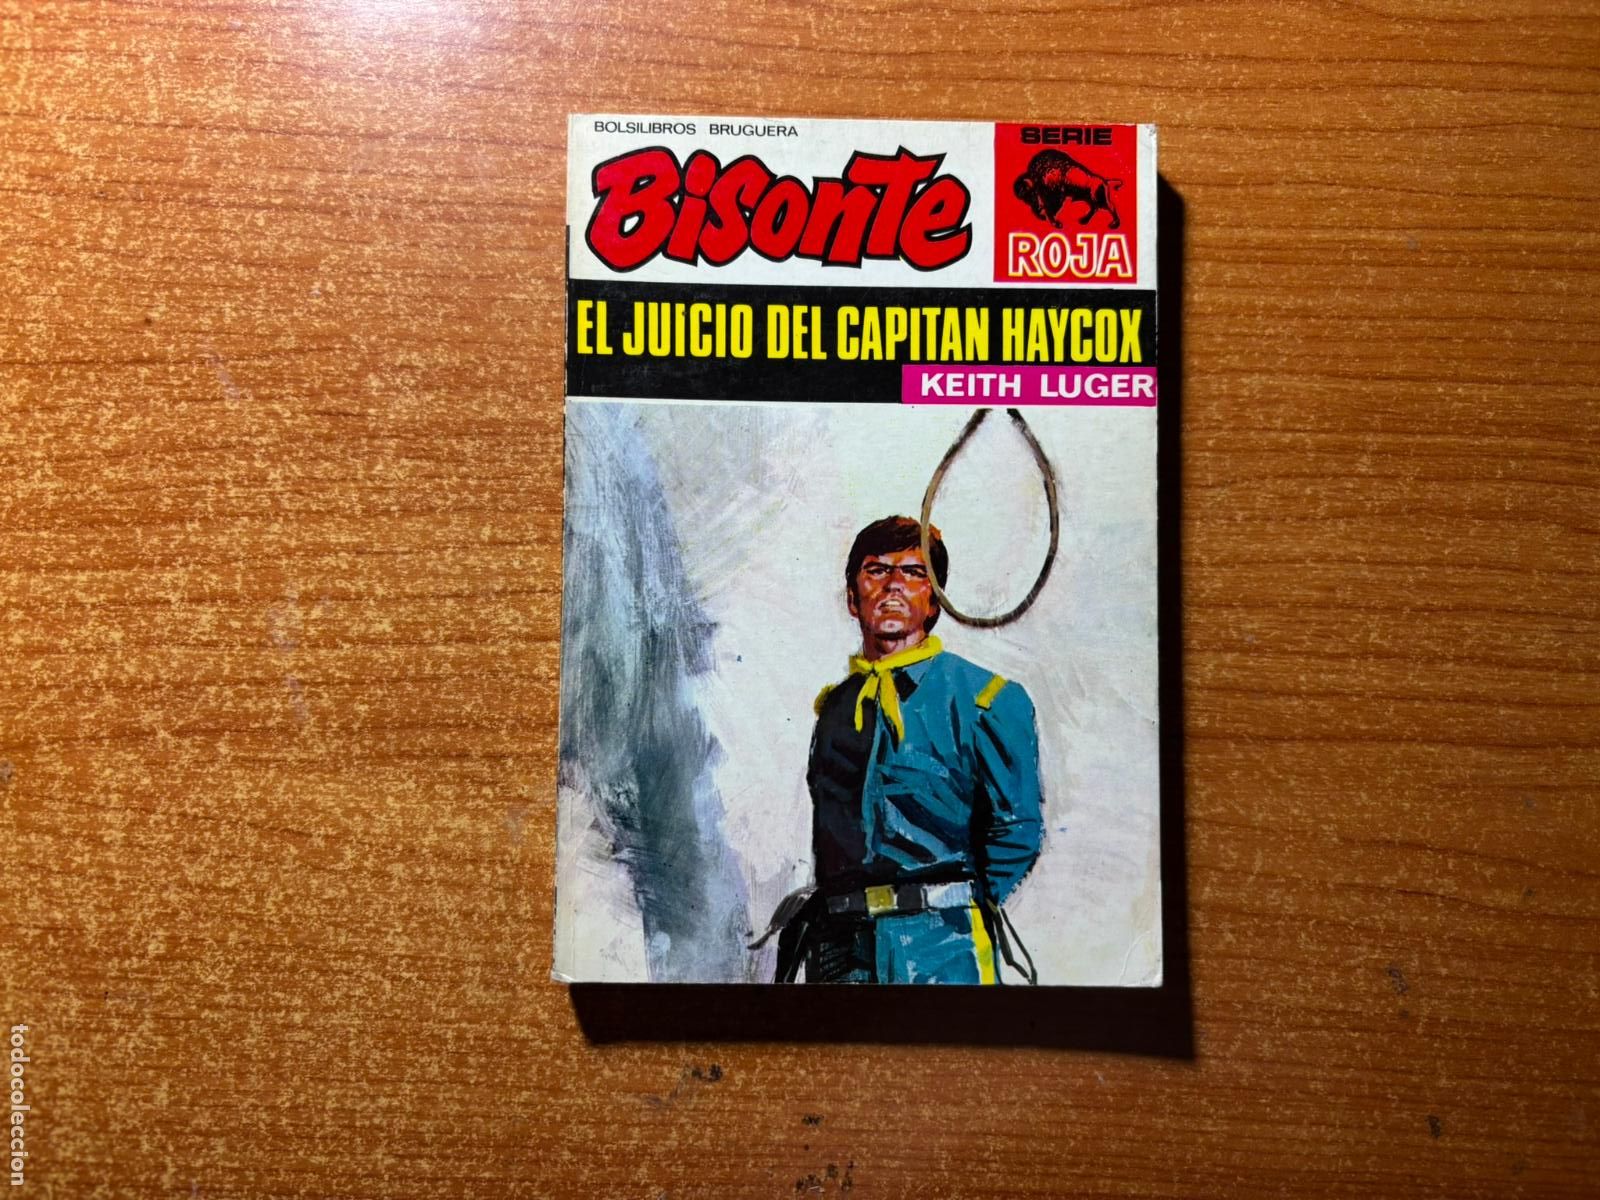 BOLSILIBROS BRUGUERA
Bisonte
SERIE
ROJA
EL JUICIO DEL CAPITAN HAYCOX
KEITH LUGER
todocoleccion